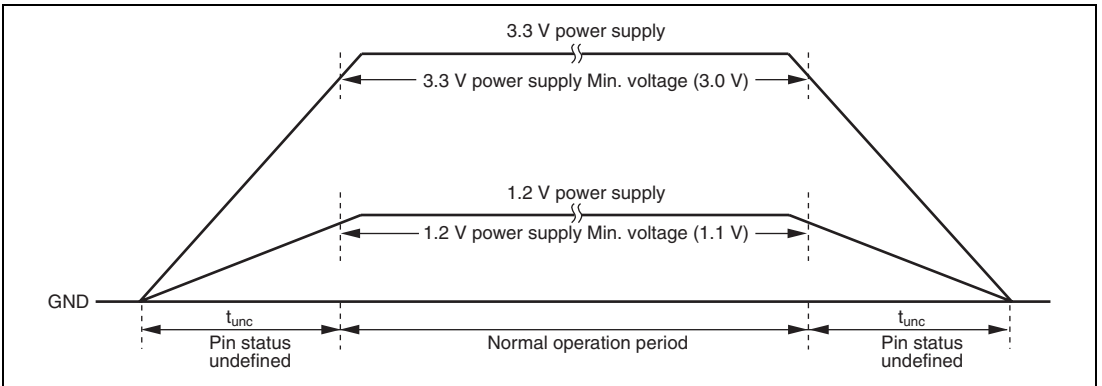 3.3 V power supply
3.3 V power supply Min. voltage (3.0 V)
1.2 V power supply
1.2 V power supply Min. voltage (1.1 V)
GND
tunc
Pin status
undefined
Normal operation period
tunc
Pin status
undefined